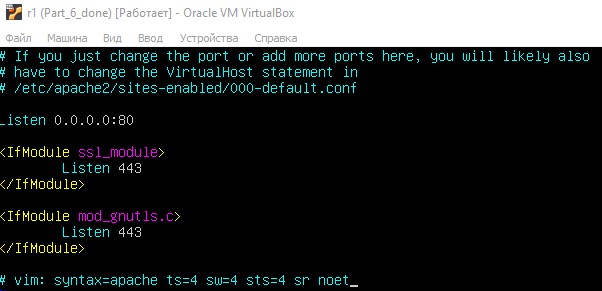 r1 (Part_6_done) [Работает] - Oracle VM VirtualBox
Файл Машина Вид Ввод Устройства Справка
# If you just change the port or add more ports here, you will likely also
# have to change the VirtualHost statement in
# /etc/apache2/sites-enabled/000-default.conf
Listen 0.0.0.0:80
<IfModule ssl_module>
Listen 443
</IfModule>
<IfModule mod_gnutls.c>
Listen 443
</IfModule>
# vim: syntax=apache ts=4 sw=4 sts=4 sr noet